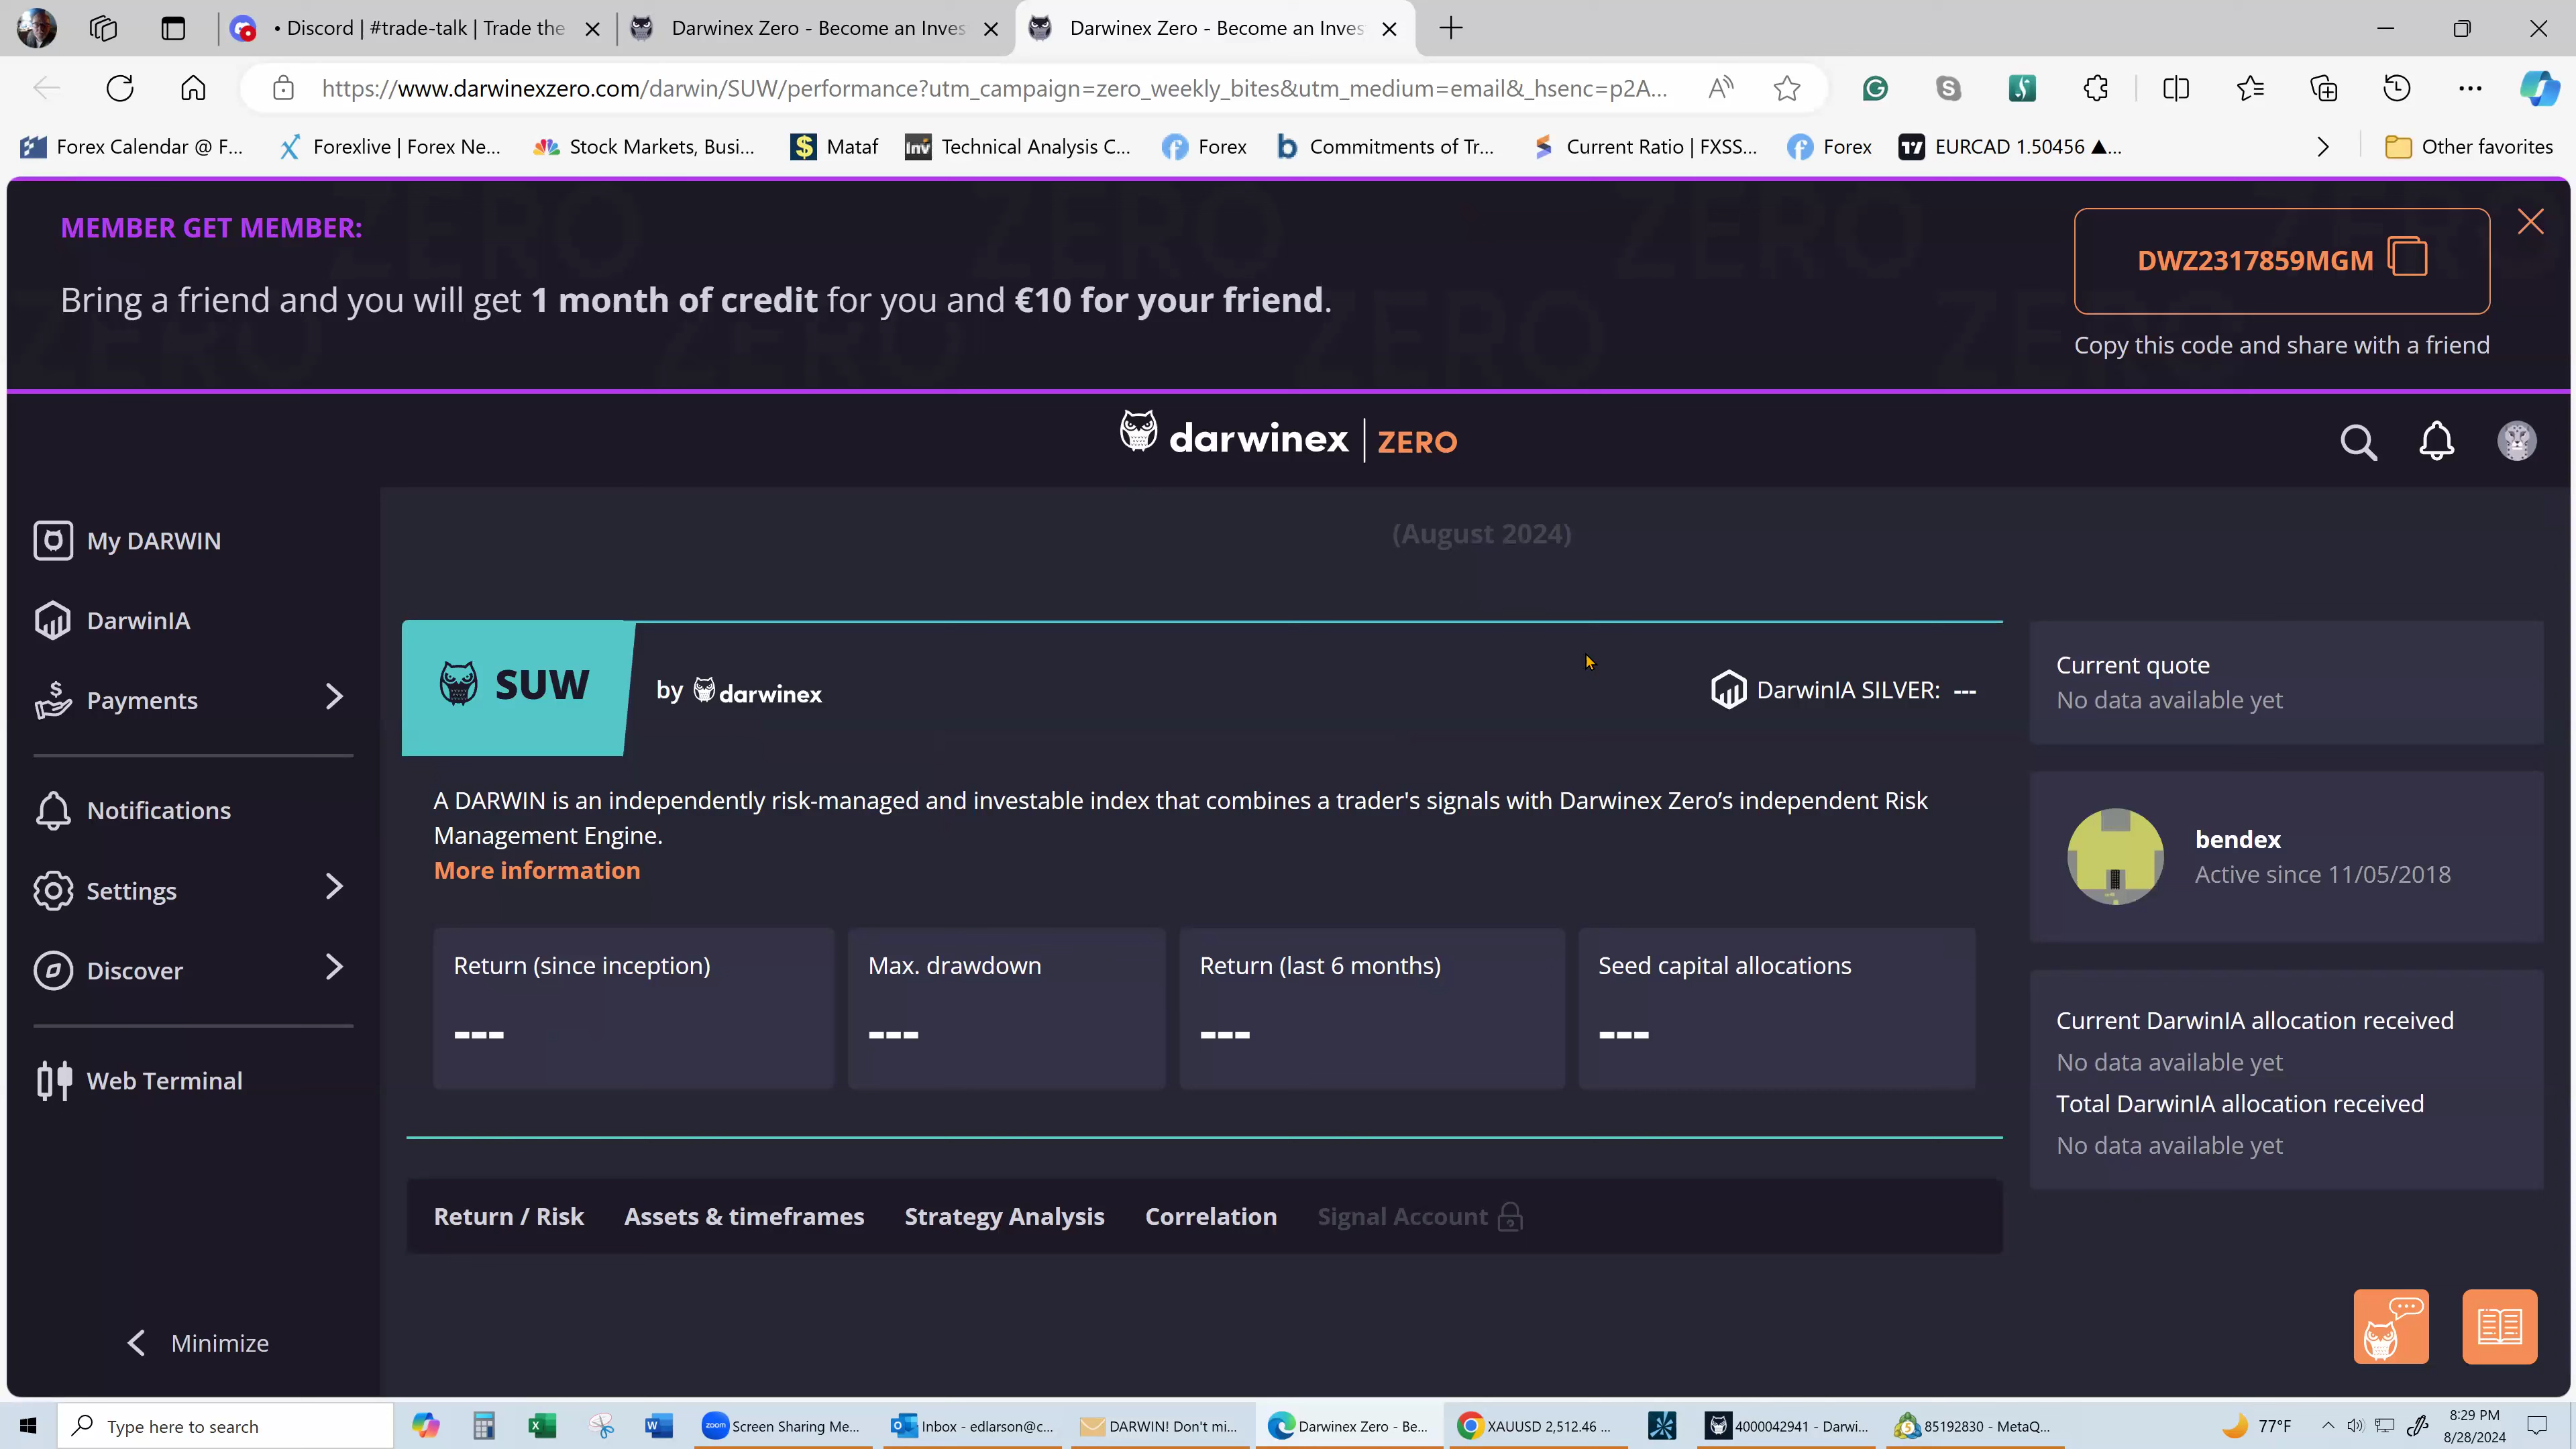 • Discord | #trade-talk | Trade the
Darwinex Zero - Become an Inves
Darwinex Zero - Become an Inves
https://www.darwinexzero.com/darwin/SUW/performance?utm_campaign=zero_weekly_bites&utm_medium=email&_hsenc=p2A...
Forex Calendar @ F...
Forexlive | Forex Ne...
Stock Markets, Busi...
Mataf
Technical Analysis C...
Forex
Commitments of Tr...
Current Ratio | FXSS...
Forex
EURCAD 1.50456 ▲...
Other favorites
MEMBER GET MEMBER:
Bring a friend and you will get 1 month of credit for you and €10 for your friend.
DWZ2317859MGM
Copy this code and share with a friend
darwinex | ZERO
My DARWIN
DarwinIA
Payments
Notifications
Settings
Discover
Web Terminal
Minimize
(August 2024)
SUW
by darwinex
DarwinIA SILVER: ---
A DARWIN is an independently risk-managed and investable index that combines a trader's signals with Darwinex Zero’s independent Risk
Management Engine.
More information
Return (since inception)
---
Max. drawdown
---
Return (last 6 months)
---
Seed capital allocations
---
Return / Risk
Assets & timeframes
Strategy Analysis
Correlation
Signal Account
Current quote
No data available yet
bendex
Active since 11/05/2018
Current DarwinIA allocation received
No data available yet
Total DarwinIA allocation received
No data available yet
Type here to search
Screen Sharing Me...
Inbox - edlarson@c...
DARWIN! Don't mi...
Darwinex Zero - Be...
XAUUSD 2,512.46 ...
4000042941 - Darwi...
85192830 - MetaQ...
77°F
8:29 PM
8/28/2024